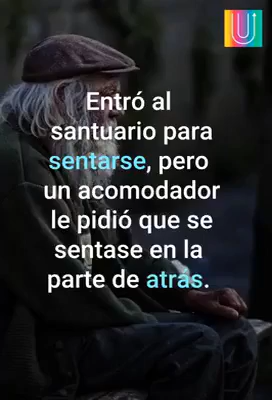 U
Entró al
santuario para
sentarse, pero
un acomodador
le pidió que se
sentase en la
parte de atrás.